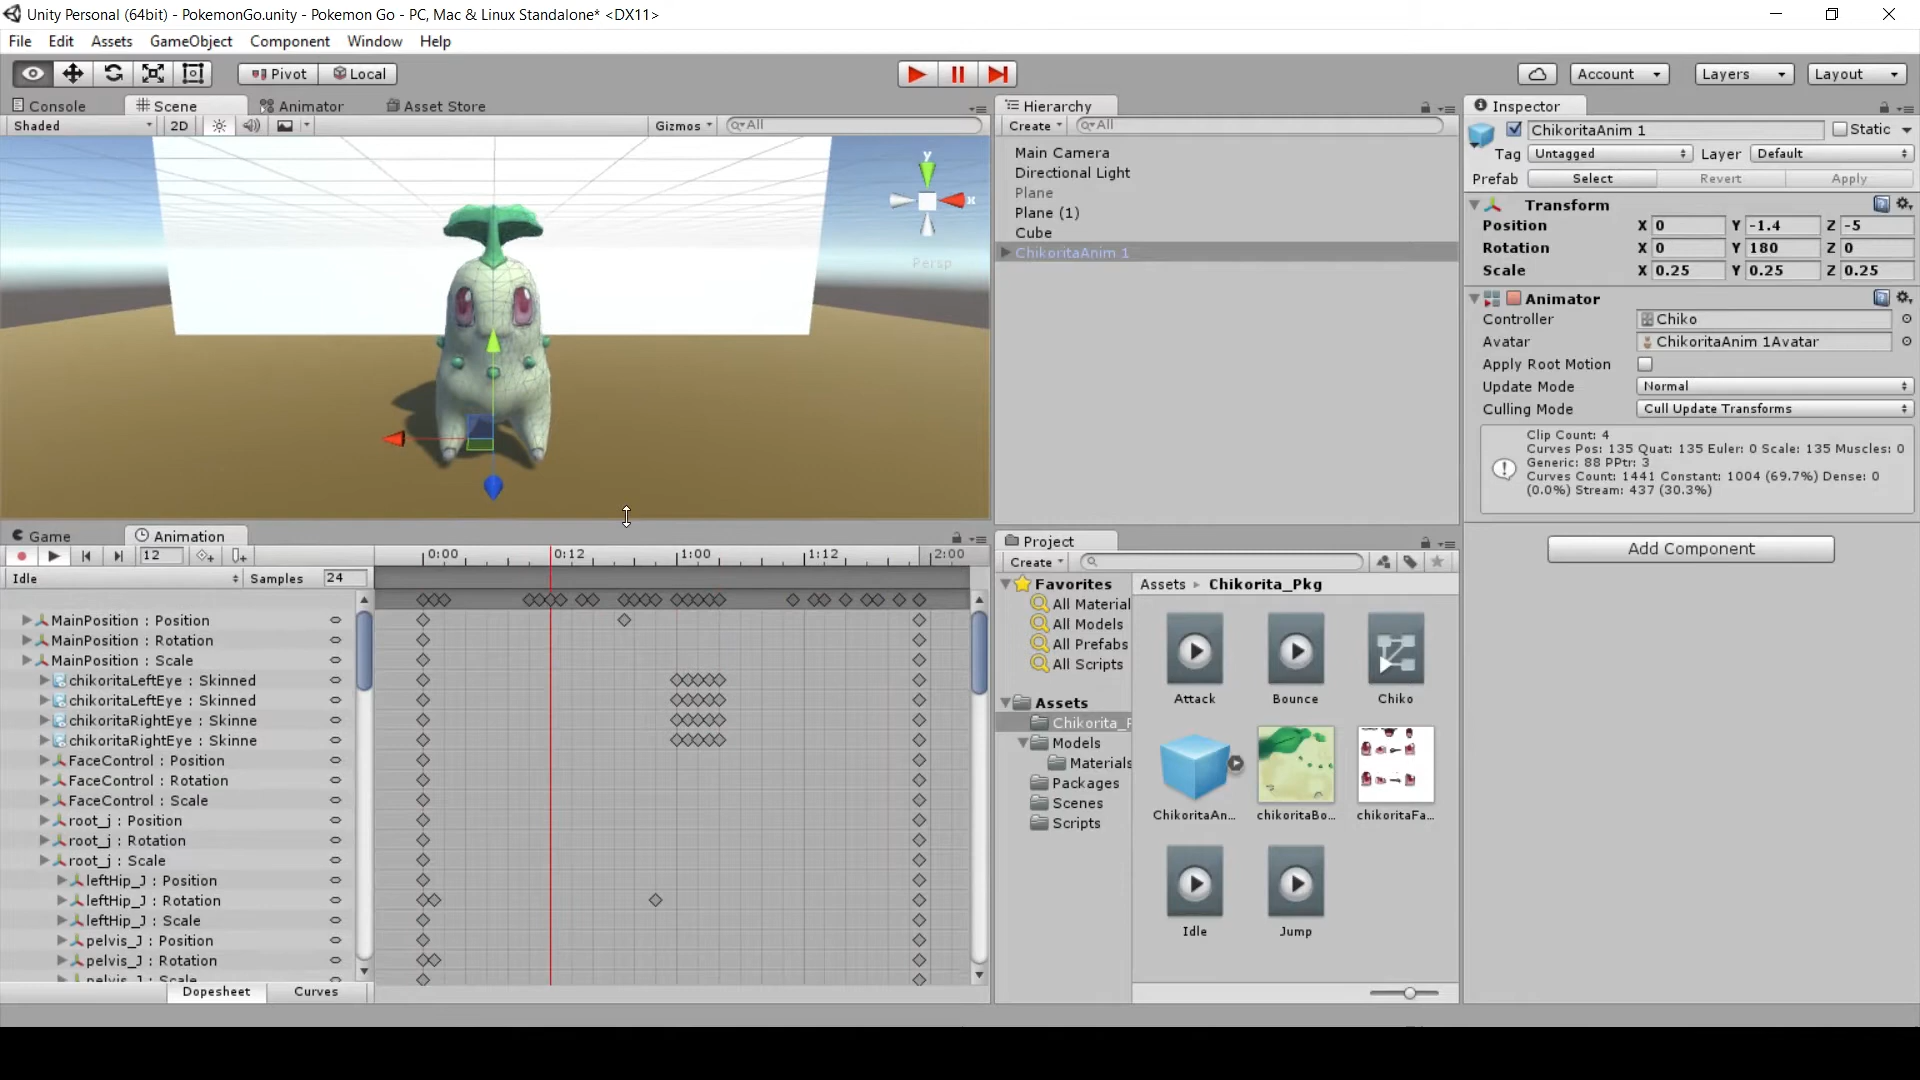 Unity Personal (64bit) - PokemonGo.unity - Pokemon Go - PC, Mac & Linux Standalone* <DX11>
File Edit Assets GameObject Component Window Help
Pivot Local Account Layers Layout
Console Scene Animator Asset Store
Shaded 2D Gizmos All
y
x
Persp
Hierarchy
Create All
Main Camera
Directional Light
Plane
Plane (1)
Cube
ChikoritaAnim 1
Inspector
ChikoritaAnim 1 Static
Tag Untagged Layer Default
Prefab Select Revert Apply
Transform
Position X 0 Y -1.4 Z -5
Rotation X 0 Y 180 Z 0
Scale X 0.25 Y 0.25 Z 0.25
Animator
Controller Chiko
Avatar ChikoritaAnim 1Avatar
Apply Root Motion
Update Mode Normal
Culling Mode Cull Update Transforms
Clip Count: 4
Curves Pos: 135 Quat: 135 Euler: 0 Scale: 135 Muscles: 0
Generic: 88 PPtr: 3
Curves Count: 1441 Constant: 1004 (69.7%) Dense: 0
(0.0%) Stream: 437 (30.3%)
Add Component
Game Animation
12 0:00 0:12 1:00 1:12 2:00
Idle Samples 24
MainPosition : Position
MainPosition : Rotation
MainPosition : Scale
chikoritaLeftEye : Skinned
chikoritaLeftEye : Skinned
chikoritaRightEye : Skinne
chikoritaRightEye : Skinne
FaceControl : Position
FaceControl : Rotation
FaceControl : Scale
root_j : Position
root_j : Rotation
root_j : Scale
leftHip_J : Position
leftHip_J : Rotation
leftHip_J : Scale
pelvis_J : Position
pelvis_J : Rotation
pelvis_J : Scale
Dopesheet Curves
Project
Create
Favorites
All Material
All Models
All Prefabs
All Scripts
Assets
Chikorita_P
Models
Materials
Packages
Scenes
Scripts
Assets Chikorita_Pkg
Attack Bounce Chiko
ChikoritaAn... chikoritaBo... chikoritaFa...
Idle Jump